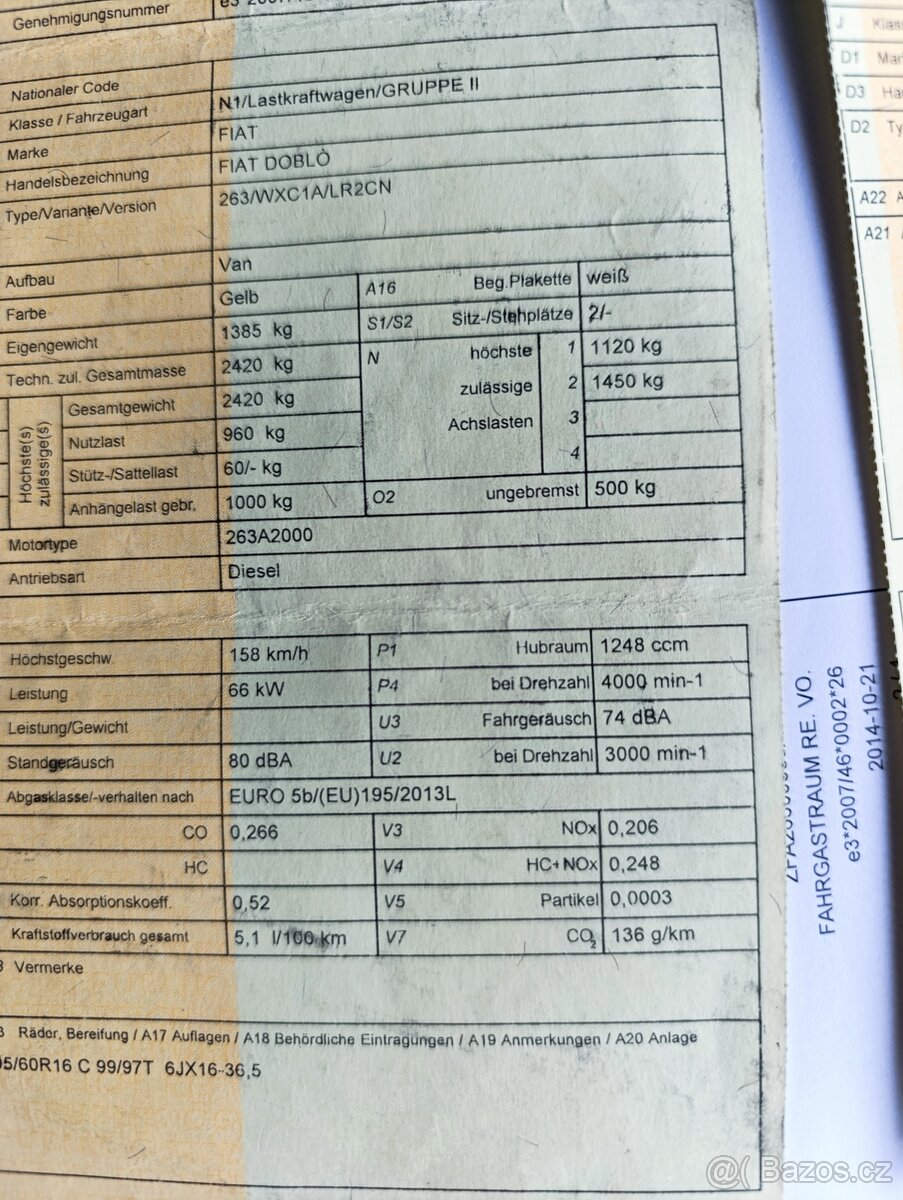 Genehmigungsnummer
Nationaler Code
Klasse / Fahrzeugart N1/Lastkraftwagen/GRUPPE II
Marke FIAT
Handelsbezeichnung FIAT DOBLÒ
Type/Variante/Version 263/WXC1A/LR2CN
Aufbau Van
Farbe Gelb A16 Beg.Plakette weiß
Eigengewicht 1385 kg S1/S2 Sitz-/Stehplätze 2/-
Techn. zul. Gesamtmasse 2420 kg N höchste 1 1120 kg
Höchste(s) zulässige(s)
Gesamtgewicht 2420 kg zulässige 2 1450 kg
Nutzlast 960 kg Achslasten 3
Stütz-/Sattellast 60/- kg 4
Anhängelast gebr. 1000 kg O2 ungebremst 500 kg
Motortype 263A2000
Antriebsart Diesel
Höchstgeschw. 158 km/h P1 Hubraum 1248 ccm
Leistung 66 kW P4 bei Drehzahl 4000 min-1
Leistung/Gewicht U3 Fahrgeräusch 74 dBA
Standgeräusch 80 dBA U2 bei Drehzahl 3000 min-1
Abgasklasse/-verhalten nach EURO 5b/(EU)195/2013L
CO 0,266 V3 NOx 0,206
HC V4 HC+NOx 0,248
Korr. Absorptionskoeff. 0,52 V5 Partikel 0,0003
Kraftstoffverbrauch gesamt 5,1 l/100 km V7 CO2 136 g/km
Vermerke
Räder, Bereifung / A17 Auflagen / A18 Behördliche Eintragungen / A19 Anmerkungen / A20 Anlage
5/60R16 C 99/97T 6JX16-36,5
FAHRGASTRAUM RE. VO.
e3*2007/46*0002*26
2014-10-21
J
D1
D3
D2
A22
A21
@( Bazos.cz